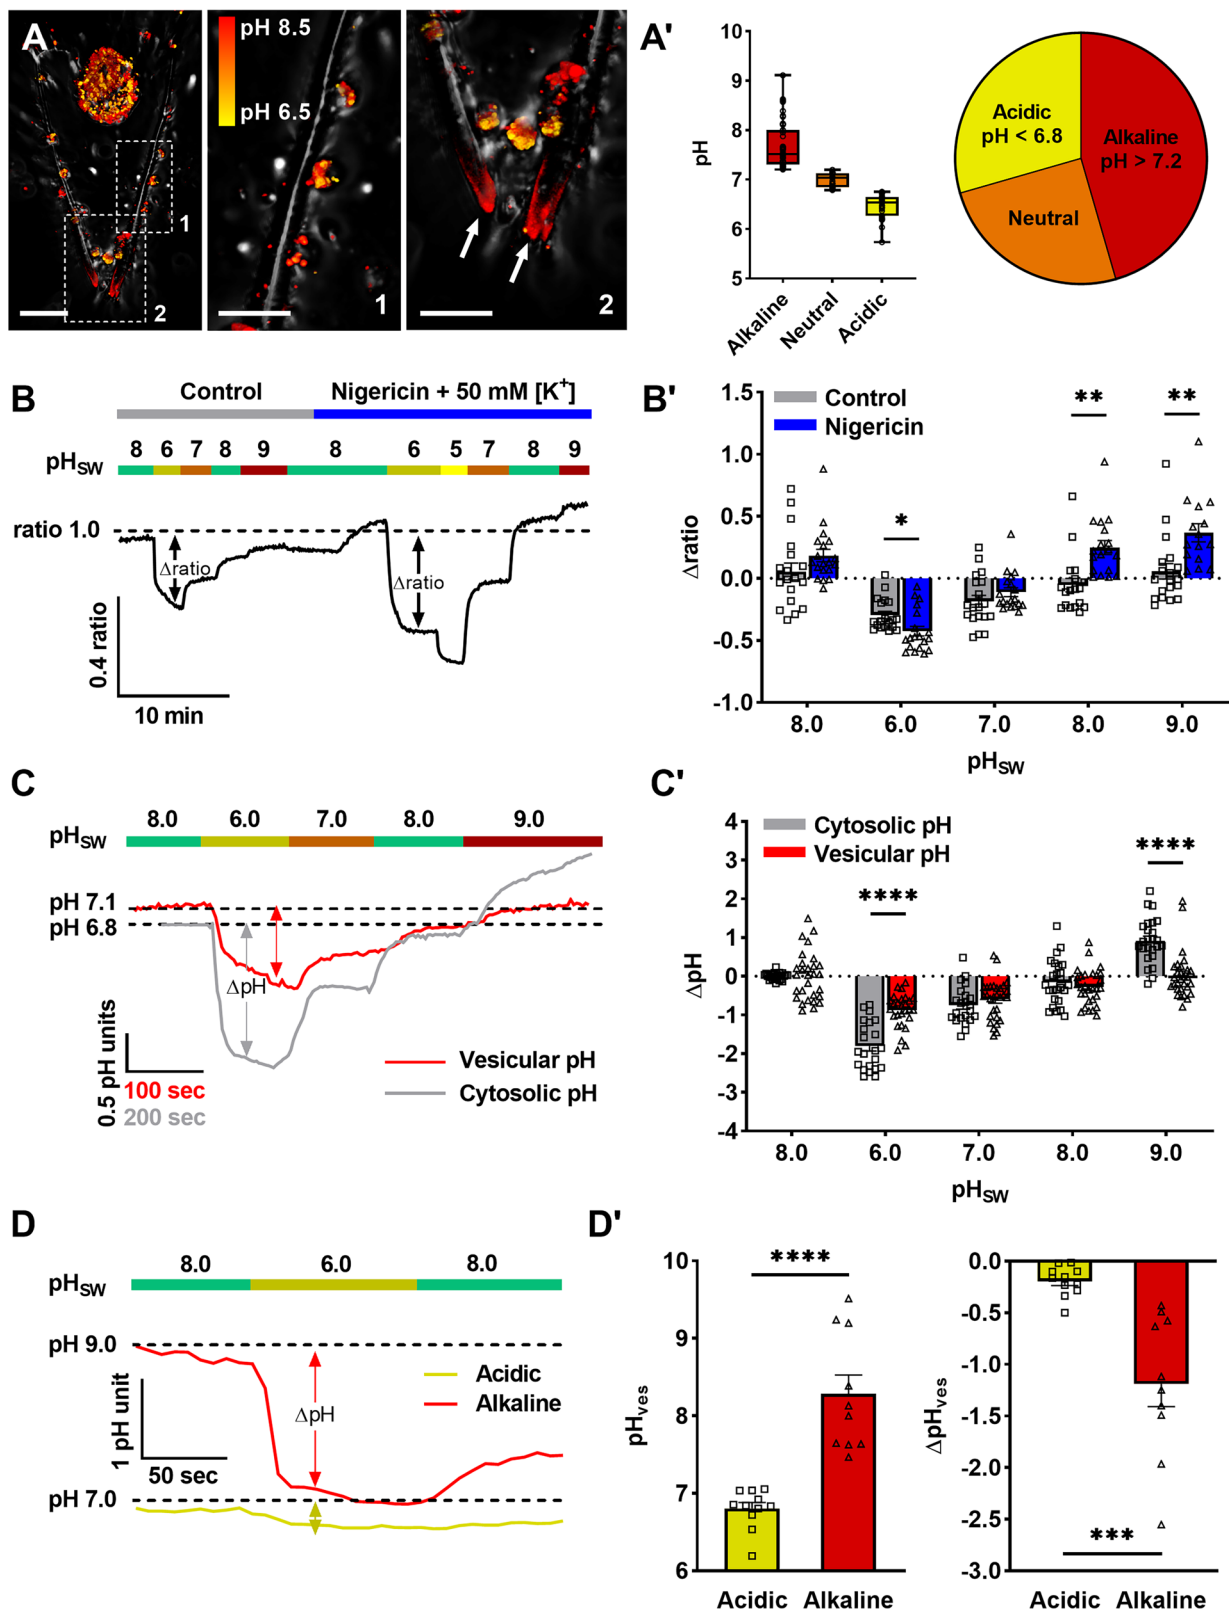 A
pH 8.5
pH 6.5
1
2
1
2
A'
10
9
8
7
6
5
pH
Alkaline
Neutral
Acidic
Acidic
pH < 6.8
Alkaline
pH > 7.2
Neutral
B
Control
Nigericin + 50 mM [K+]
pHSW
8 6 7 8 9 8 6 5 7 8 9
ratio 1.0
Δratio
Δratio
0.4 ratio
10 min
B'
1.5
1.0
0.5
0.0
-0.5
-1.0
Δratio
Control
Nigericin
*
**
**
8.0 6.0 7.0 8.0 9.0
pHSW
C
8.0 6.0 7.0 8.0 9.0
pHSW
pH 7.1
pH 6.8
ΔpH
0.5 pH units
100 sec
200 sec
Vesicular pH
Cytosolic pH
C'
4
3
2
1
0
-1
-2
-3
-4
ΔpH
Cytosolic pH
Vesicular pH
****
****
8.0 6.0 7.0 8.0 9.0
pHSW
D
8.0 6.0 8.0
pHSW
pH 9.0
Acidic
Alkaline
ΔpH
1 pH unit
50 sec
pH 7.0
D'
10
9
8
7
6
pHves
****
Acidic Alkaline
0.0
-0.5
-1.0
-1.5
-2.0
-2.5
-3.0
ΔpHves
***
Acidic Alkaline